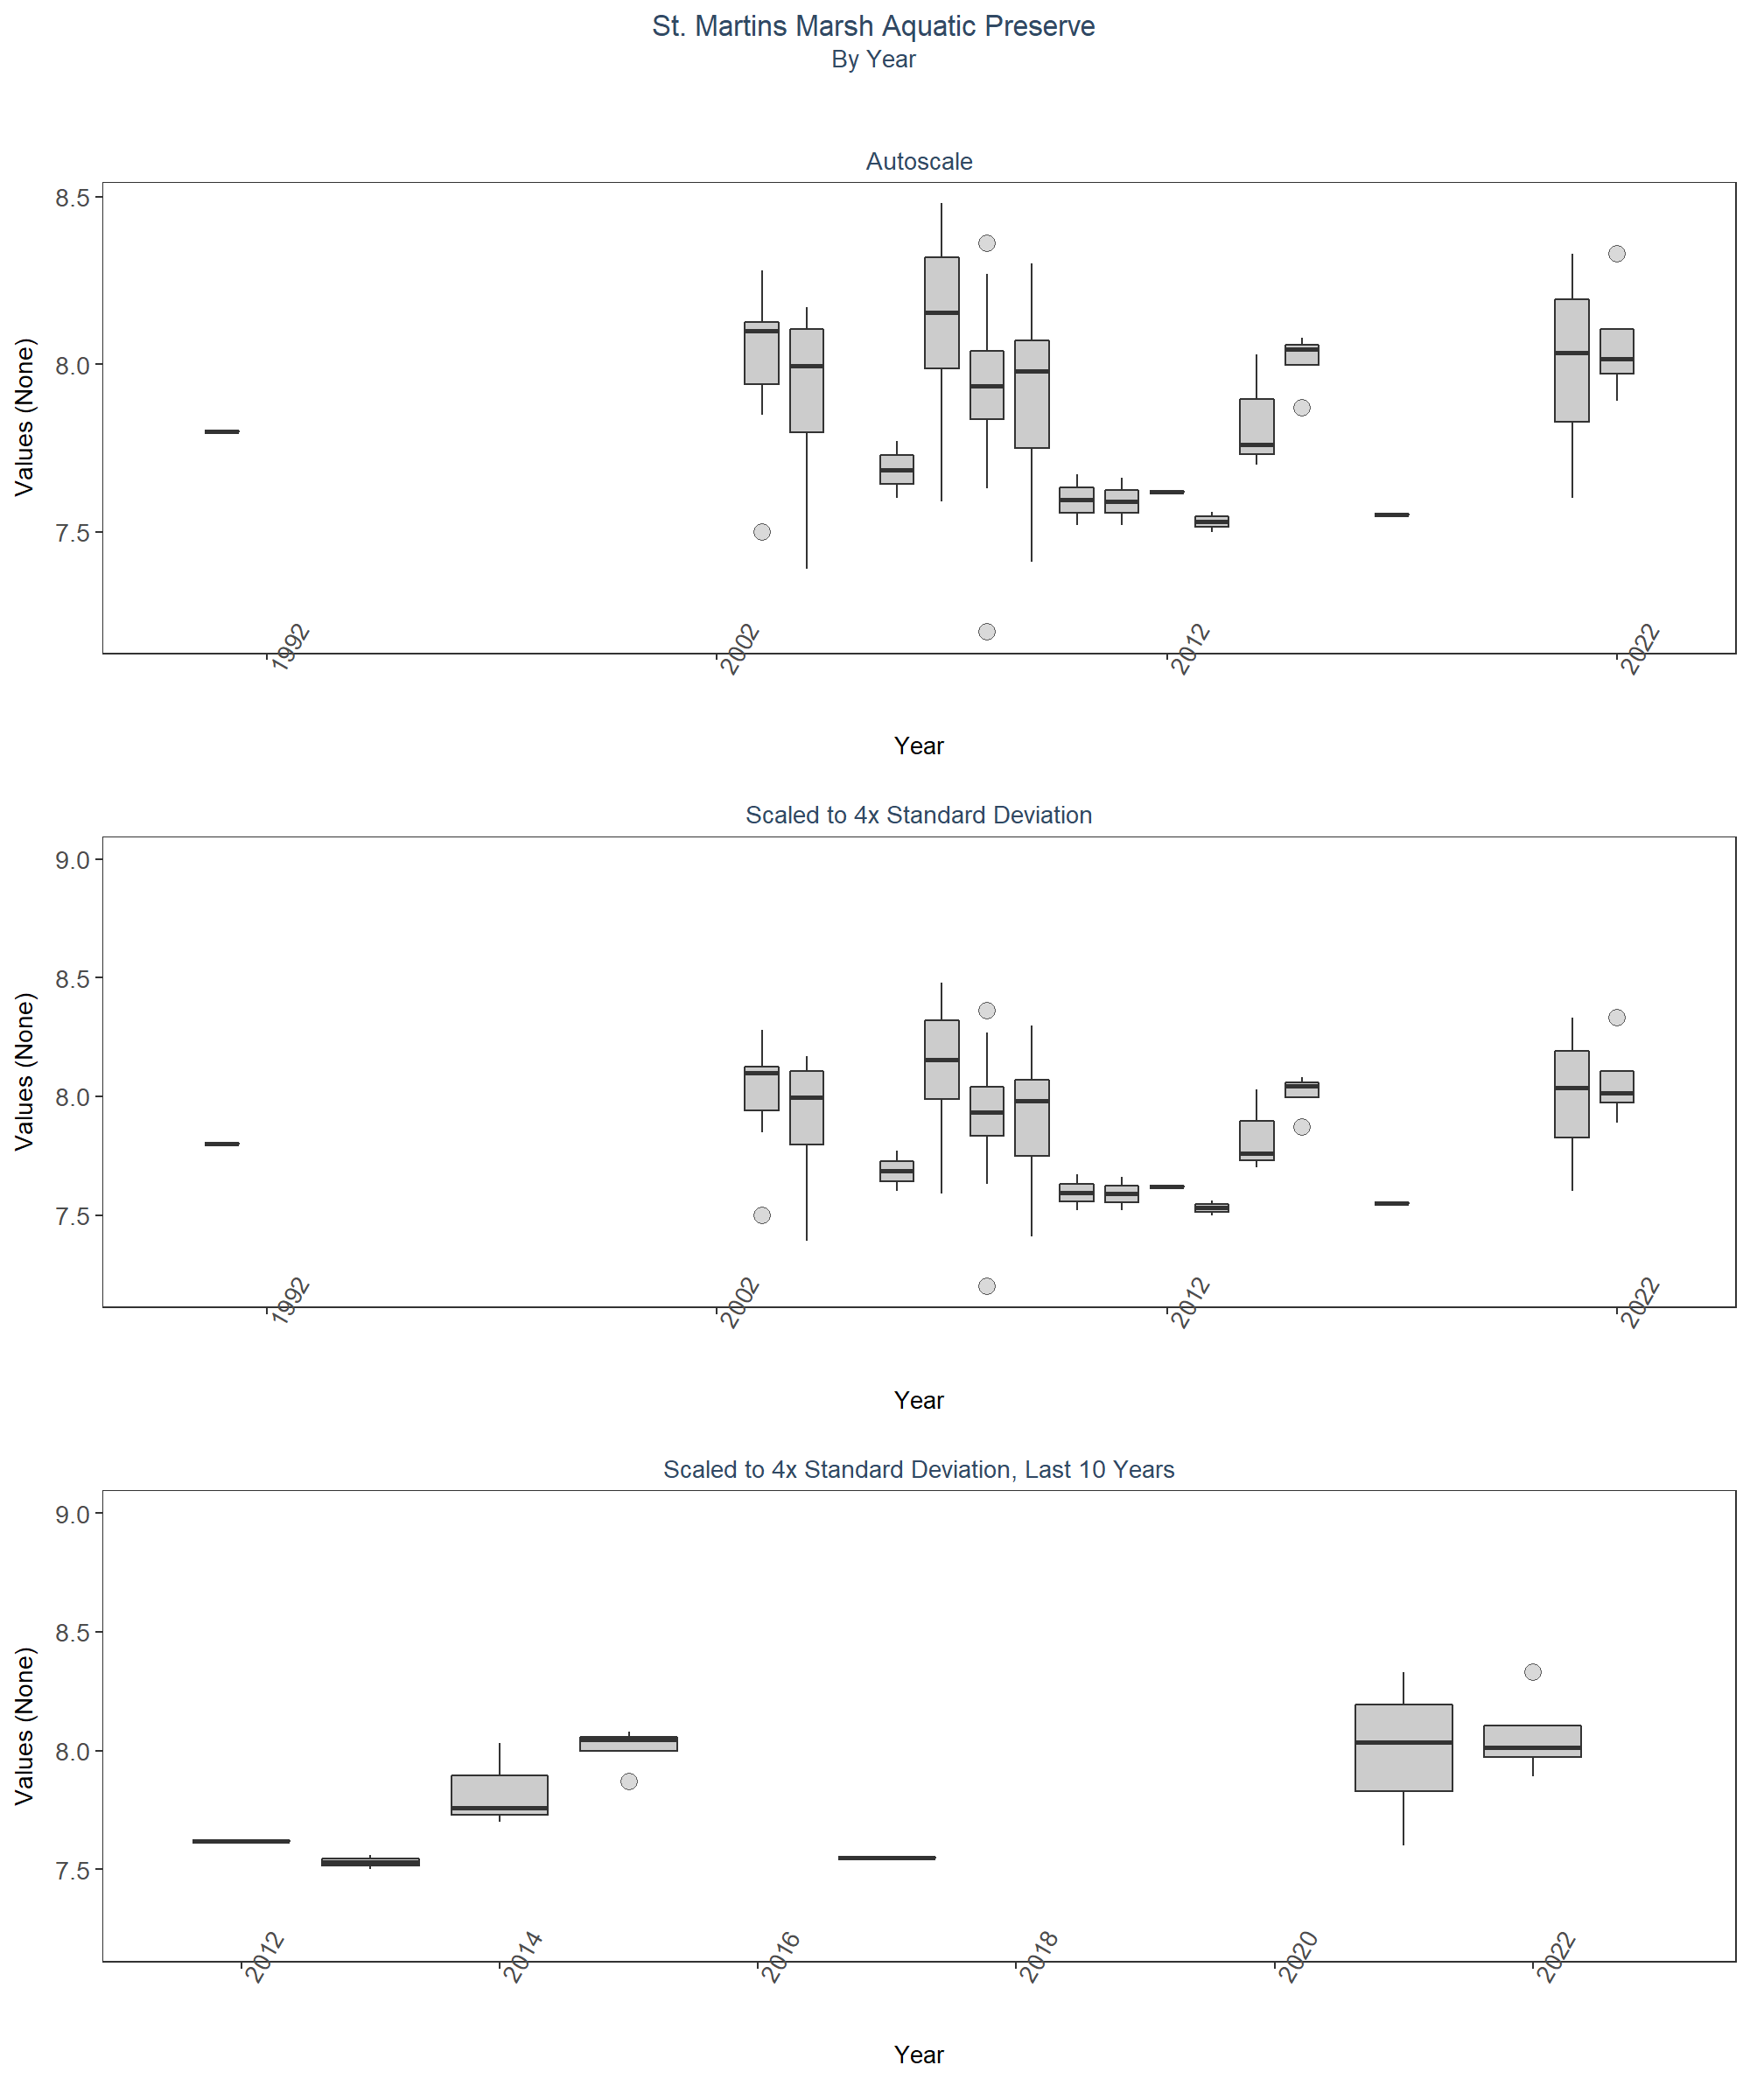 St. Martins Marsh Aquatic Preserve
By Year
Autoscale
8.5
8.0
7.5
Values (None)
1992 2002 2012 2022
Year
Scaled to 4x Standard Deviation
9.0
8.5
8.0
7.5
Values (None)
1992 2002 2012 2022
Year
Scaled to 4x Standard Deviation, Last 10 Years
9.0
8.5
8.0
7.5
Values (None)
2012 2014 2016 2018 2020 2022
Year